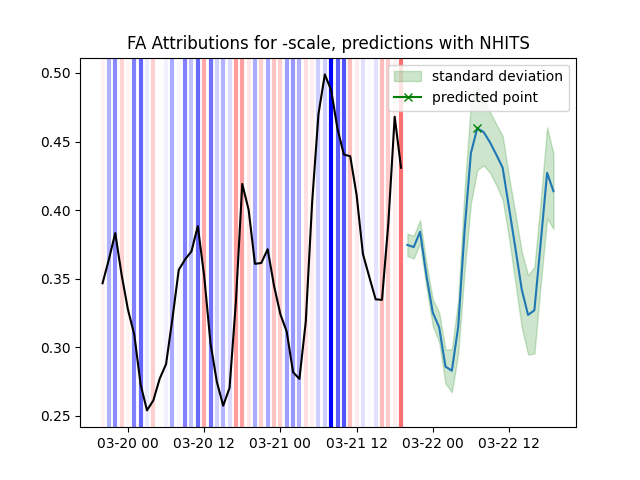 FA Attributions for -scale, predictions with NHITS
standard deviation
predicted point
0.50
0.45
0.40
0.35
0.30
0.25
03-20 00 03-20 12 03-21 00 03-21 12 03-22 00 03-22 12